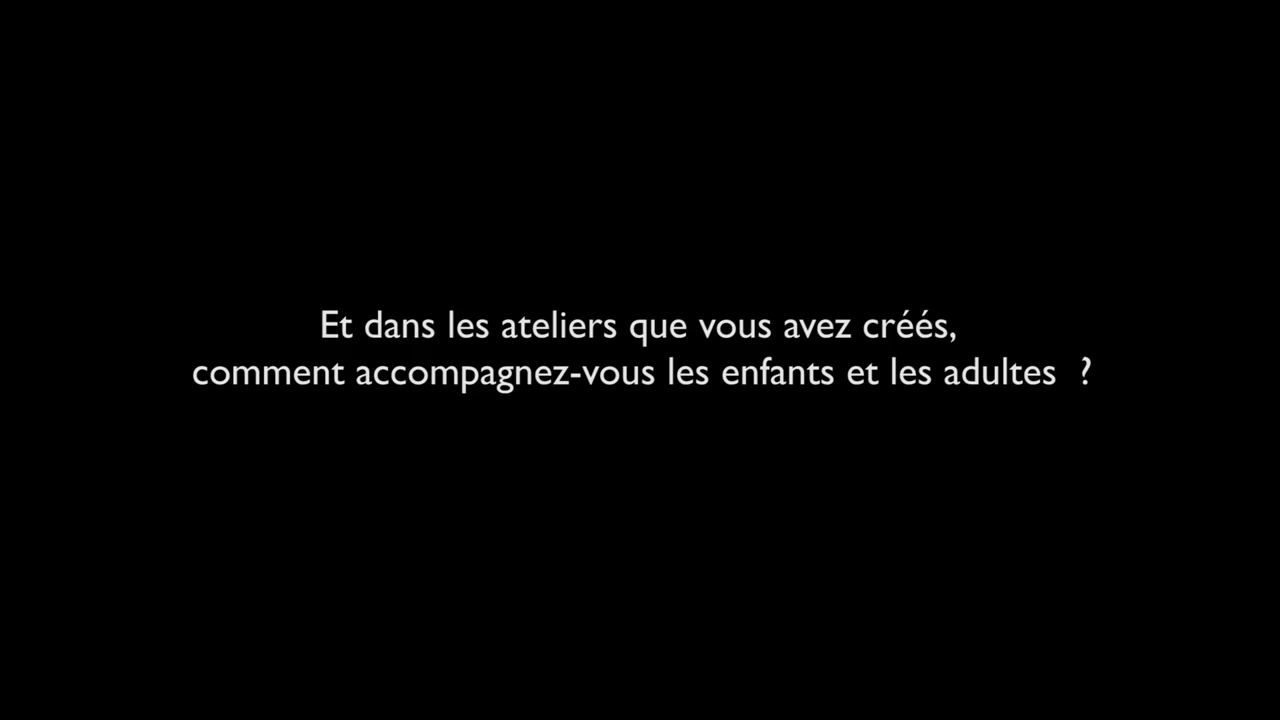 Et dans les ateliers que vous avez créés,
comment accompagnez-vous les enfants et les adultes  ?